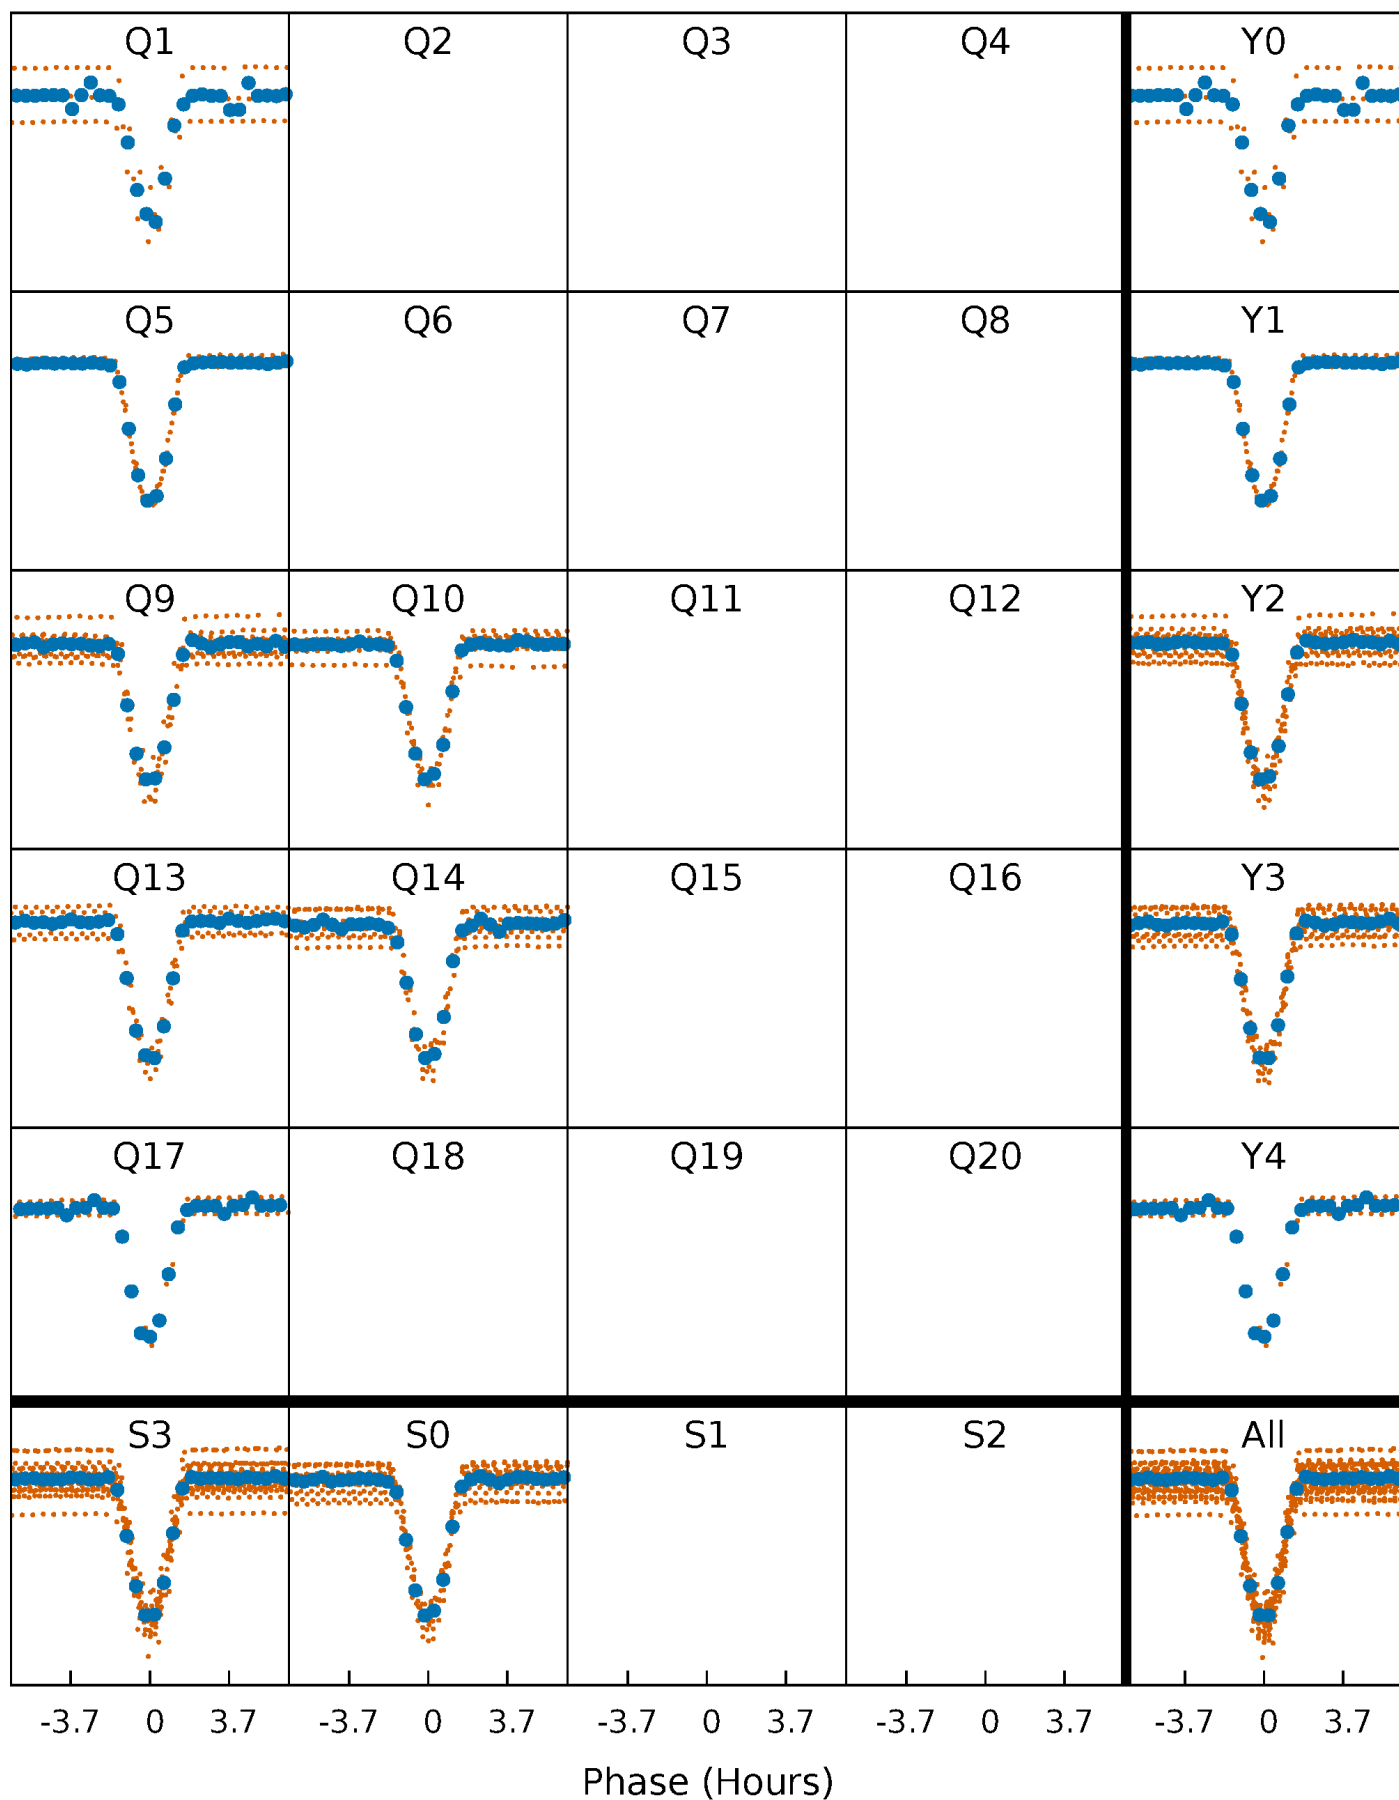 Q1 Q2 Q3 Q4 Y0
Q5 Q6 Q7 Q8 Y1
Q9 Q10 Q11 Q12 Y2
Q13 Q14 Q15 Q16 Y3
Q17 Q18 Q19 Q20 Y4
S3 S0 S1 S2 All
-3.7 0 3.7 -3.7 0 3.7 -3.7 0 3.7 -3.7 0 3.7 -3.7 0 3.7
Phase (Hours)